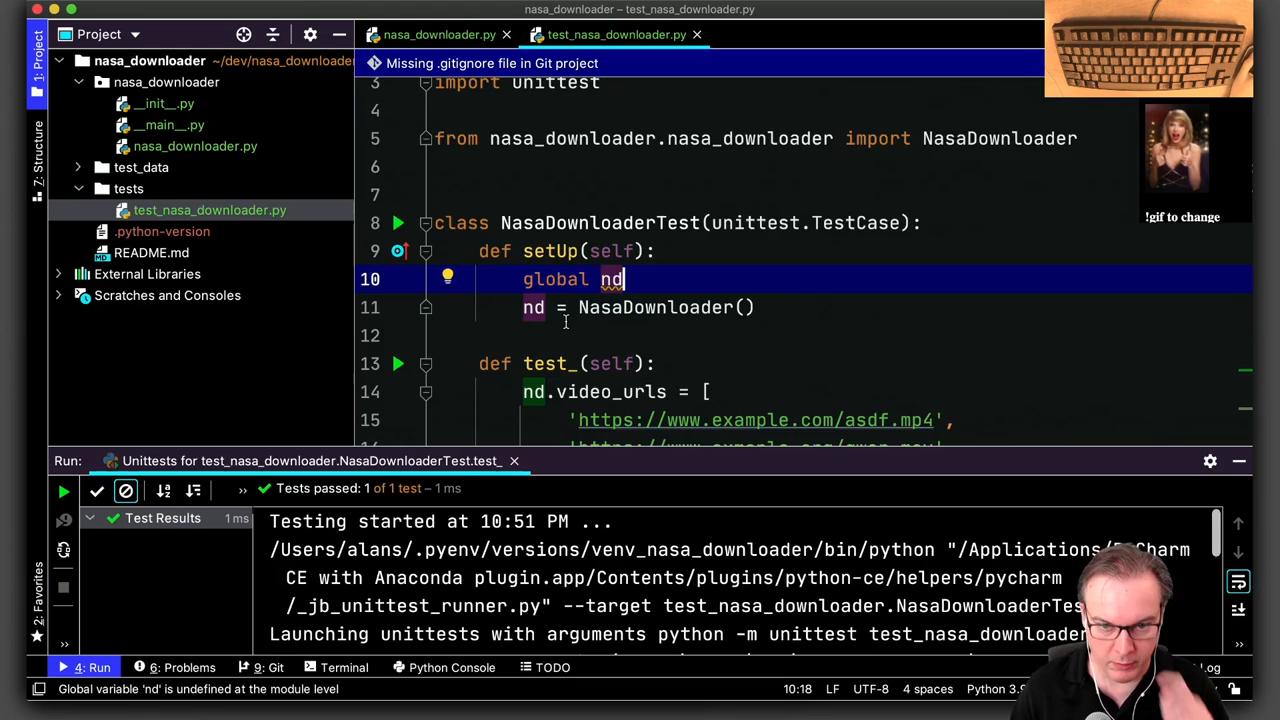 nasa_downloader – test_nasa_downloader.py
Project
nasa_downloader.py
test_nasa_downloader.py
1: Project
7: Structure
2: Favorites
nasa_downloader ~/dev/nasa_downloader
nasa_downloader
__init__.py
__main__.py
nasa_downloader.py
test_data
tests
test_nasa_downloader.py
.python-version
README.md
External Libraries
Scratches and Consoles
Missing .gitignore file in Git project
!gif to change
3 import unittest
5 from nasa_downloader.nasa_downloader import NasaDownloader
6
7
8 class NasaDownloaderTest(unittest.TestCase):
9 def setUp(self):
10 global nd
11 nd = NasaDownloader()
12
13 def test_(self):
14 nd.video_urls = [
15 'https://www.example.com/asdf.mp4',
Run: Unittests for test_nasa_downloader.NasaDownloaderTest.test_
» Tests passed: 1 of 1 test – 1 ms
Test Results 1 ms
Testing started at 10:51 PM ...
/Users/alans/.pyenv/versions/venv_nasa_downloader/bin/python "/Applications/PyCharm
CE with Anaconda plugin.app/Contents/plugins/python-ce/helpers/pycharm
/_jb_unittest_runner.py" --target test_nasa_downloader.NasaDownloaderTe
Launching unittests with arguments python -m unittest test_nasa_downloader
4: Run 6: Problems 9: Git Terminal Python Console TODO Log
Global variable 'nd' is undefined at the module level 10:18 LF UTF-8 4 spaces Python 3.9